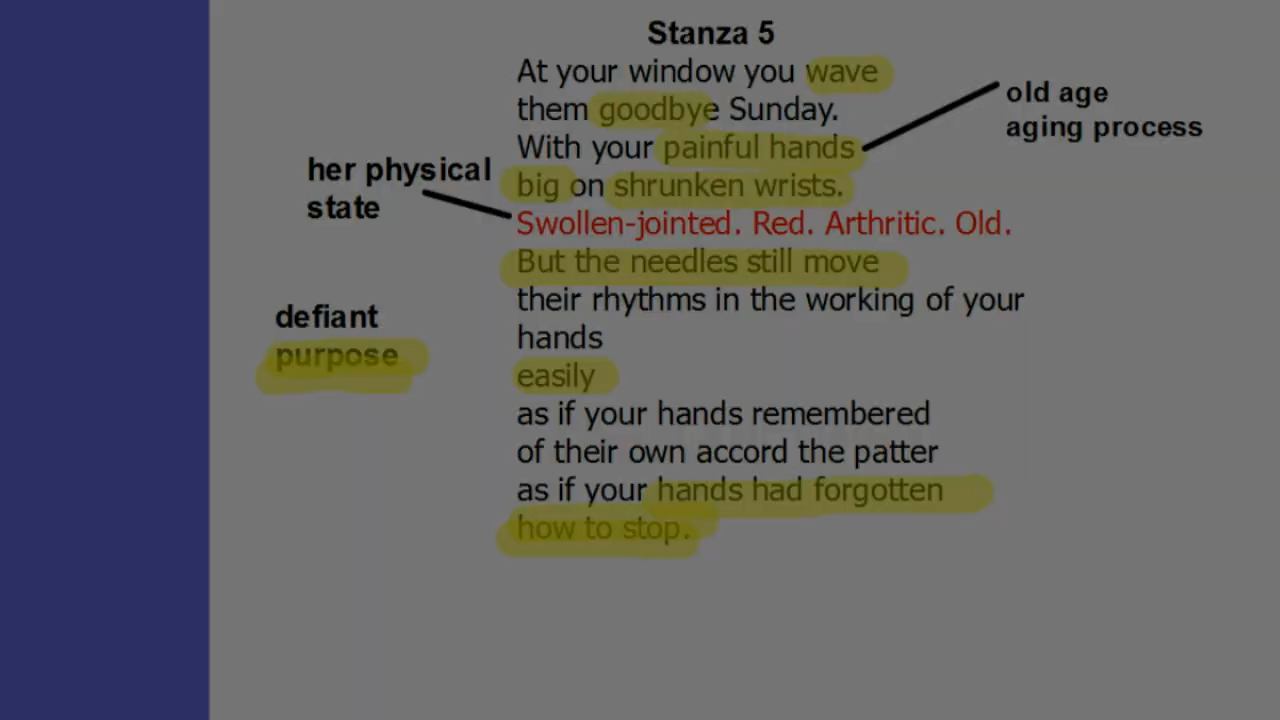 Stanza 5
At your window you wave
them goodbye Sunday.
With your painful hands
big on shrunken wrists.
Swollen-jointed. Red. Arthritic. Old.
But the needles still move
their rhythms in the working of your
hands
easily
as if your hands remembered
of their own accord the patter
as if your hands had forgotten
how to stop.
old age
aging process
her physical
state
defiant
purpose